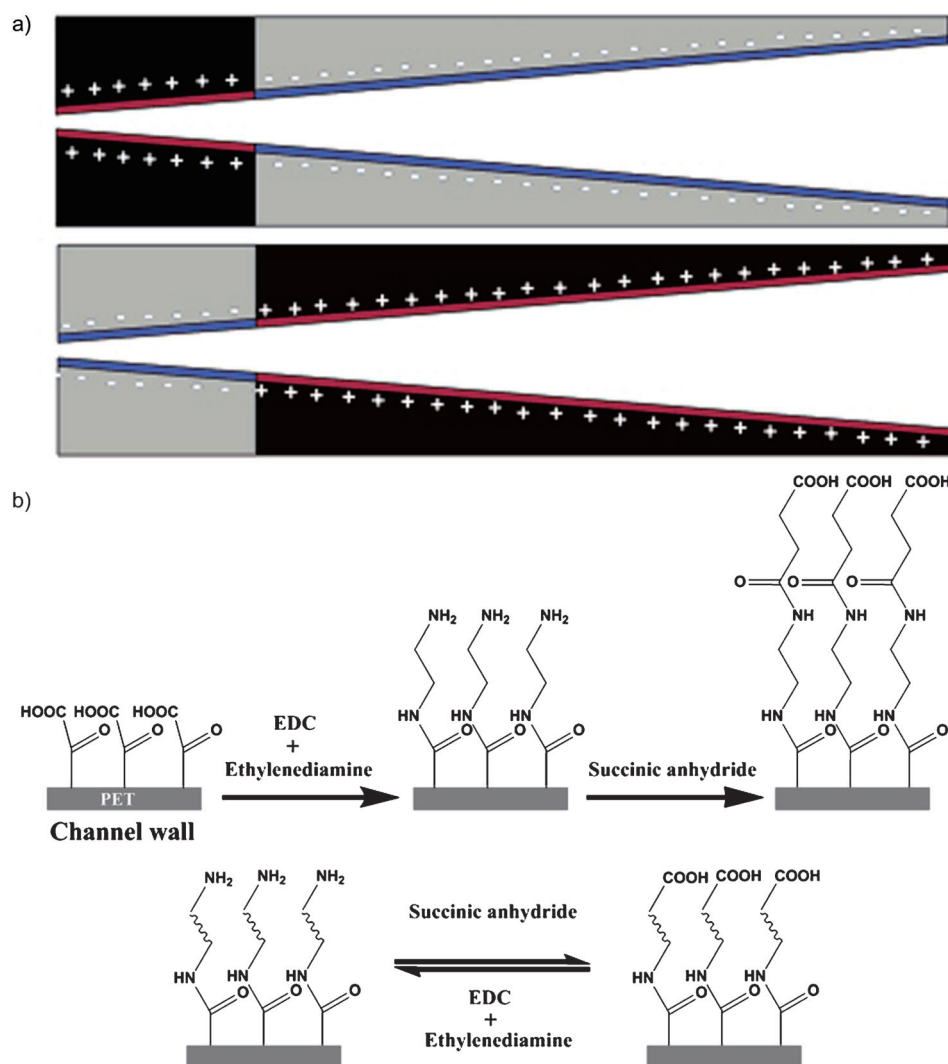 a)
+ + + + + + +
- - - - - - - - - - - - - - - - - - - - - - - -
+ + + + + + +
- - - - - - - - - - - - - - - - - - - - - - - -
b)
COOH COOH COOH
O O O
NH NH NH
NH2 NH2 NH2
HOOC HOOC HOOC
O O O
EDC
+
Ethylenediamine
HN HN HN
O O O
Succinic anhydride
HN HN HN
O O O
PET
Channel wall
NH2 NH2 NH2
COOH COOH COOH
Succinic anhydride
HN HN HN
O O O
EDC
+
Ethylenediamine
HN HN HN
O O O